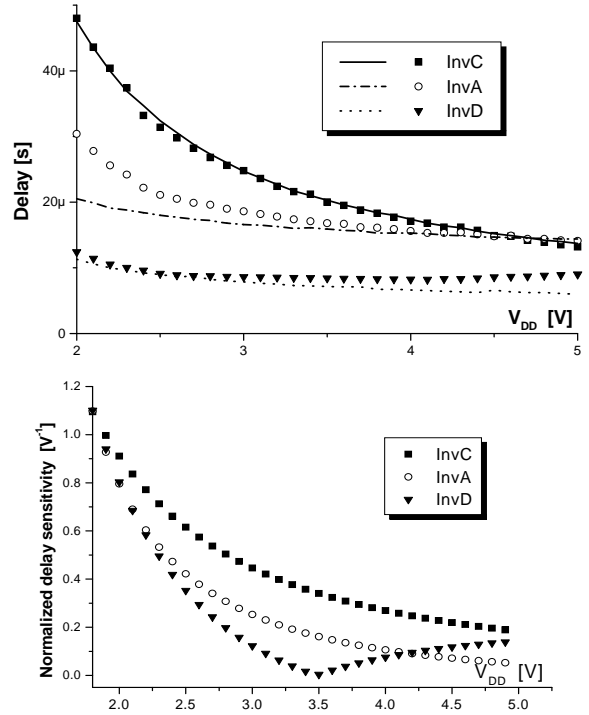 Delay [s]
40µ
20µ
0
2
3
4
5
V_DD [V]
InvC
InvA
InvD
Normalized delay sensitivity [V⁻¹]
1.2
1.0
0.8
0.6
0.4
0.2
0.0
2.0
2.5
3.0
3.5
4.0
4.5
5.0
V_DD [V]
InvC
InvA
InvD